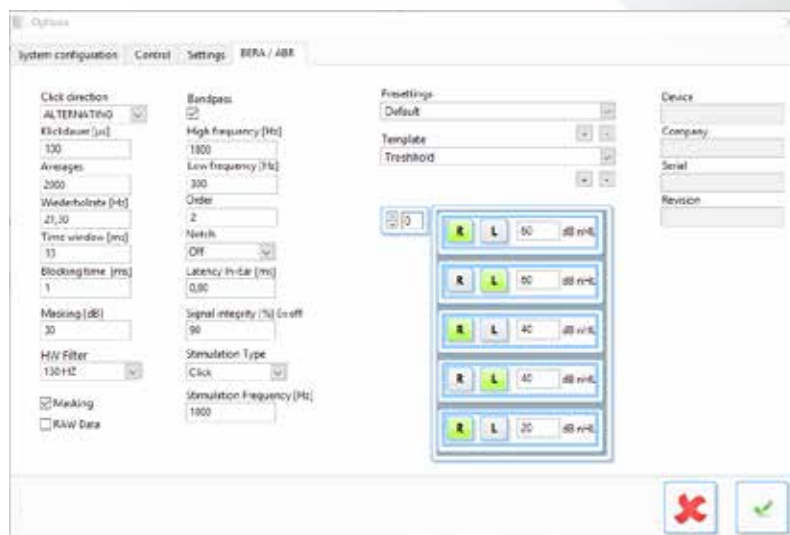 Options
System configuration Control Settings BERA / ABR
Click direction
ALTERNATING
Klickdauer [µs]
100
Averages
2000
Wiederholrate [Hz]
21,30
Time window [ms]
15
Blocking time [ms]
1
Masking [dB]
30
HW Filter
150 HZ
Masking
RAW Data
Bandpass
High frequency [Hz]
1800
Low frequency [Hz]
300
Order
2
Notch
Off
Latency In-Ear [ms]
0,80
Signal integrity [%]
90
Stimulation Type
Click
Stimulation Frequency [Hz]
1000
Presettings
Default
Template
Treshhold
0
R L 60 dB nHL
R L 60 dB nHL
R L 40 dB nHL
R L 40 dB nHL
R L 20 dB nHL
Device
Company
Serial
Revision